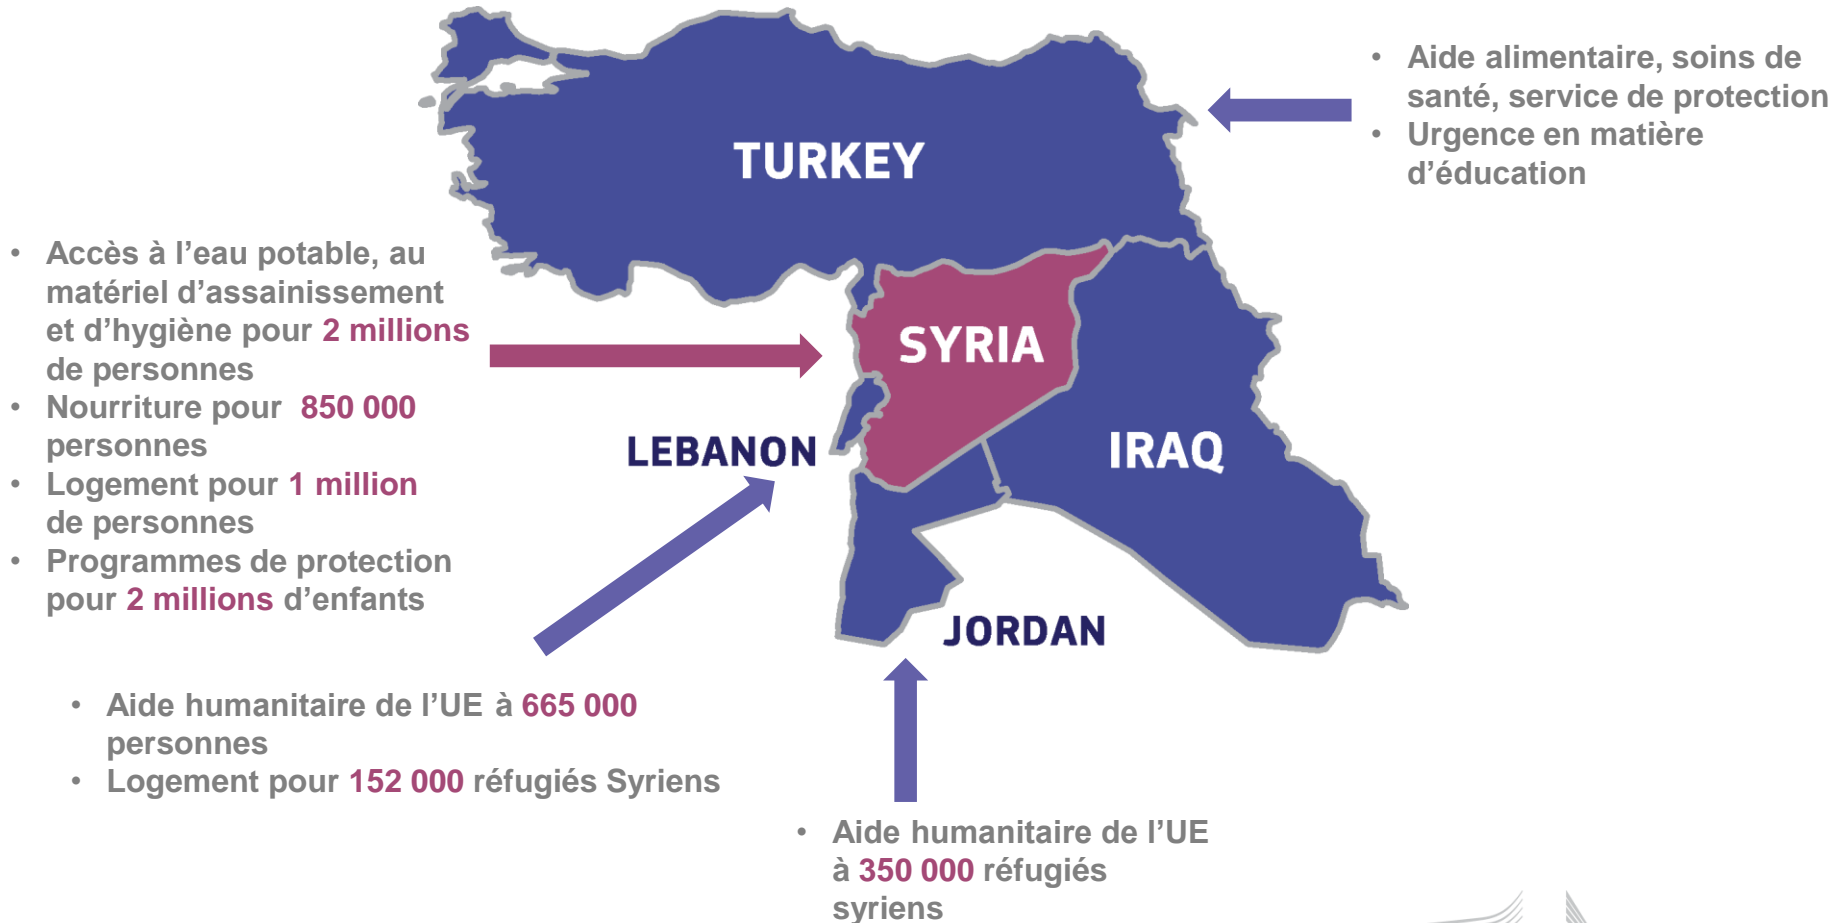 • Aide alimentaire, soins de
santé, service de protection
• Urgence en matière
d’éducation
TURKEY
• Accès à l’eau potable, au
matériel d’assainissement
et d’hygiène pour 2 millions
de personnes
• Nourriture pour 850 000
personnes
• Logement pour 1 million
de personnes
• Programmes de protection
pour 2 millions d’enfants
SYRIA
LEBANON
IRAQ
JORDAN
• Aide humanitaire de l’UE à 665 000
personnes
• Logement pour 152 000 réfugiés Syriens
• Aide humanitaire de l’UE
à 350 000 réfugiés
syriens